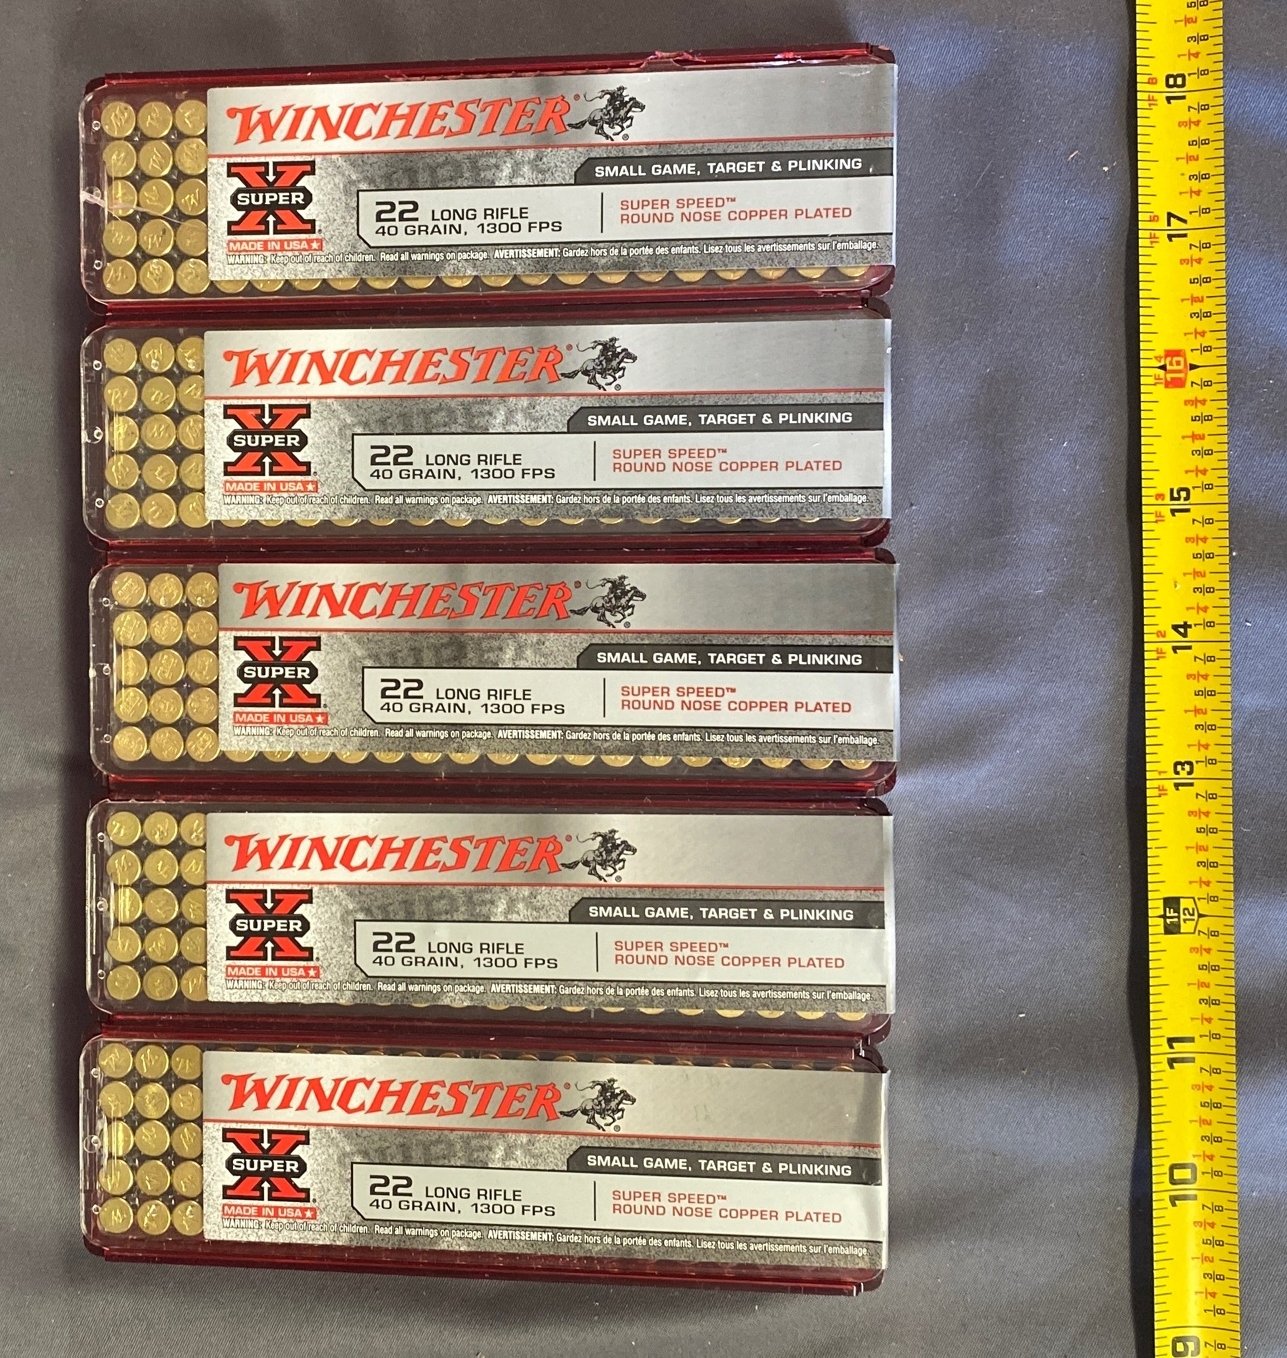 WINCHESTER®
SMALL GAME, TARGET & PLINKING
X
SUPER
®
MADE IN USA★
22 LONG RIFLE
40 GRAIN, 1300 FPS
SUPER SPEED™
ROUND NOSE COPPER PLATED
WARNING: Keep out of reach of children. Read all warnings on package. AVERTISSEMENT: Gardez hors de la portée des enfants. Lisez tous les avertissements sur l'emballage.
WINCHESTER®
SMALL GAME, TARGET & PLINKING
X
SUPER
®
MADE IN USA★
22 LONG RIFLE
40 GRAIN, 1300 FPS
SUPER SPEED™
ROUND NOSE COPPER PLATED
WARNING: Keep out of reach of children. Read all warnings on package. AVERTISSEMENT: Gardez hors de la portée des enfants. Lisez tous les avertissements sur l'emballage.
WINCHESTER®
SMALL GAME, TARGET & PLINKING
X
SUPER
®
MADE IN USA★
22 LONG RIFLE
40 GRAIN, 1300 FPS
SUPER SPEED™
ROUND NOSE COPPER PLATED
WARNING: Keep out of reach of children. Read all warnings on package. AVERTISSEMENT: Gardez hors de la portée des enfants. Lisez tous les avertissements sur l'emballage.
WINCHESTER®
SMALL GAME, TARGET & PLINKING
X
SUPER
®
MADE IN USA★
22 LONG RIFLE
40 GRAIN, 1300 FPS
SUPER SPEED™
ROUND NOSE COPPER PLATED
WARNING: Keep out of reach of children. Read all warnings on package. AVERTISSEMENT: Gardez hors de la portée des enfants. Lisez tous les avertissements sur l'emballage.
WINCHESTER®
SMALL GAME, TARGET & PLINKING
X
SUPER
®
MADE IN USA★
22 LONG RIFLE
40 GRAIN, 1300 FPS
SUPER SPEED™
ROUND NOSE COPPER PLATED
WARNING: Keep out of reach of children. Read all warnings on package. AVERTISSEMENT: Gardez hors de la portée des enfants. Lisez tous les avertissements sur l'emballage.
18
1F 6
17
1F 5
16
1F 4
15
1F 3
14
1F 2
13
1F 1
1F
12
11
10
9